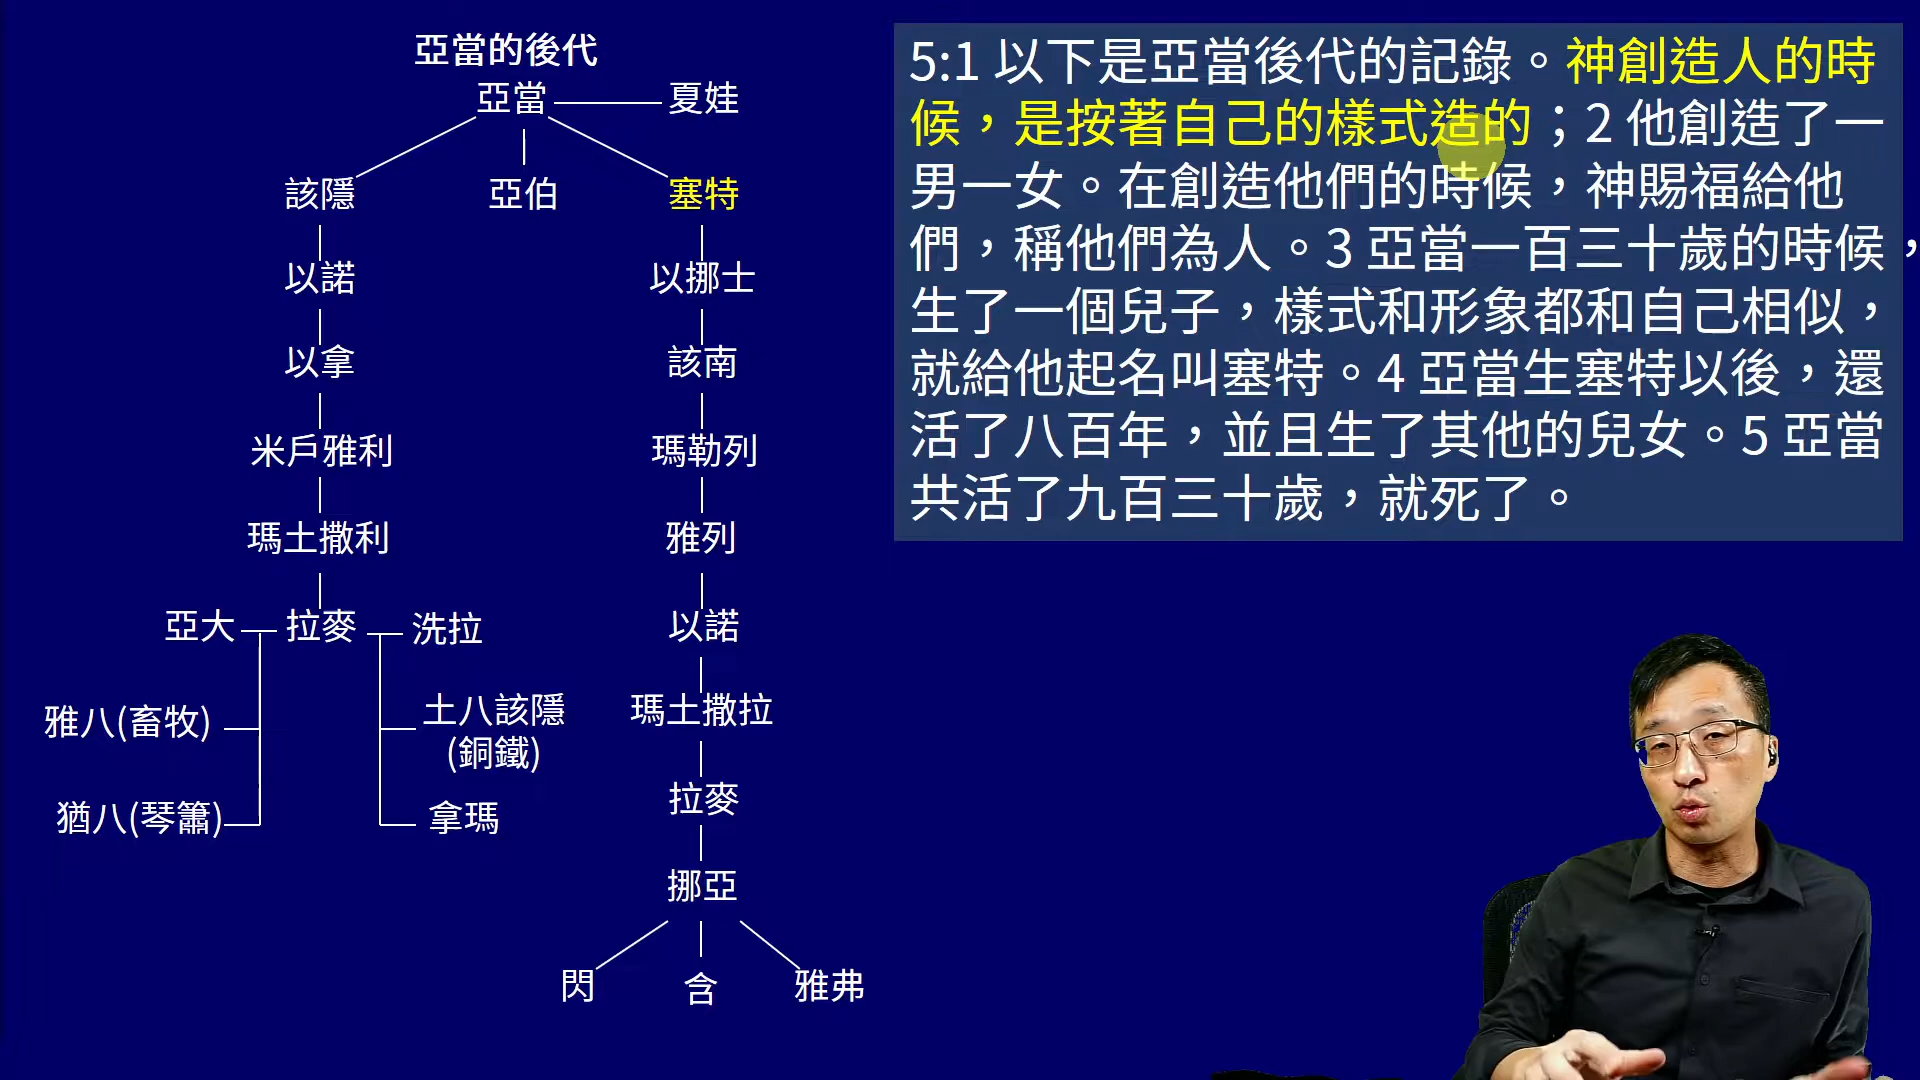 亞當的後代
亞當 夏娃
該隱 亞伯 塞特
以諾 以挪士
以拿 該南
米戶雅利 瑪勒列
瑪土撒利 雅列
亞大 拉麥 洗拉 以諾
雅八(畜牧) 土八該隱 瑪土撒拉
(銅鐵)
猶八(琴簫) 拿瑪 拉麥
挪亞
閃 含 雅弗
5:1 以下是亞當後代的記錄。神創造人的時
候，是按著自己的樣式造的；2 他創造了一
男一女。在創造他們的時候，神賜福給他
們，稱他們為人。3 亞當一百三十歲的時候，
生了一個兒子，樣式和形象都和自己相似，
就給他起名叫塞特。4 亞當生塞特以後，還
活了八百年，並且生了其他的兒女。5 亞當
共活了九百三十歲，就死了。